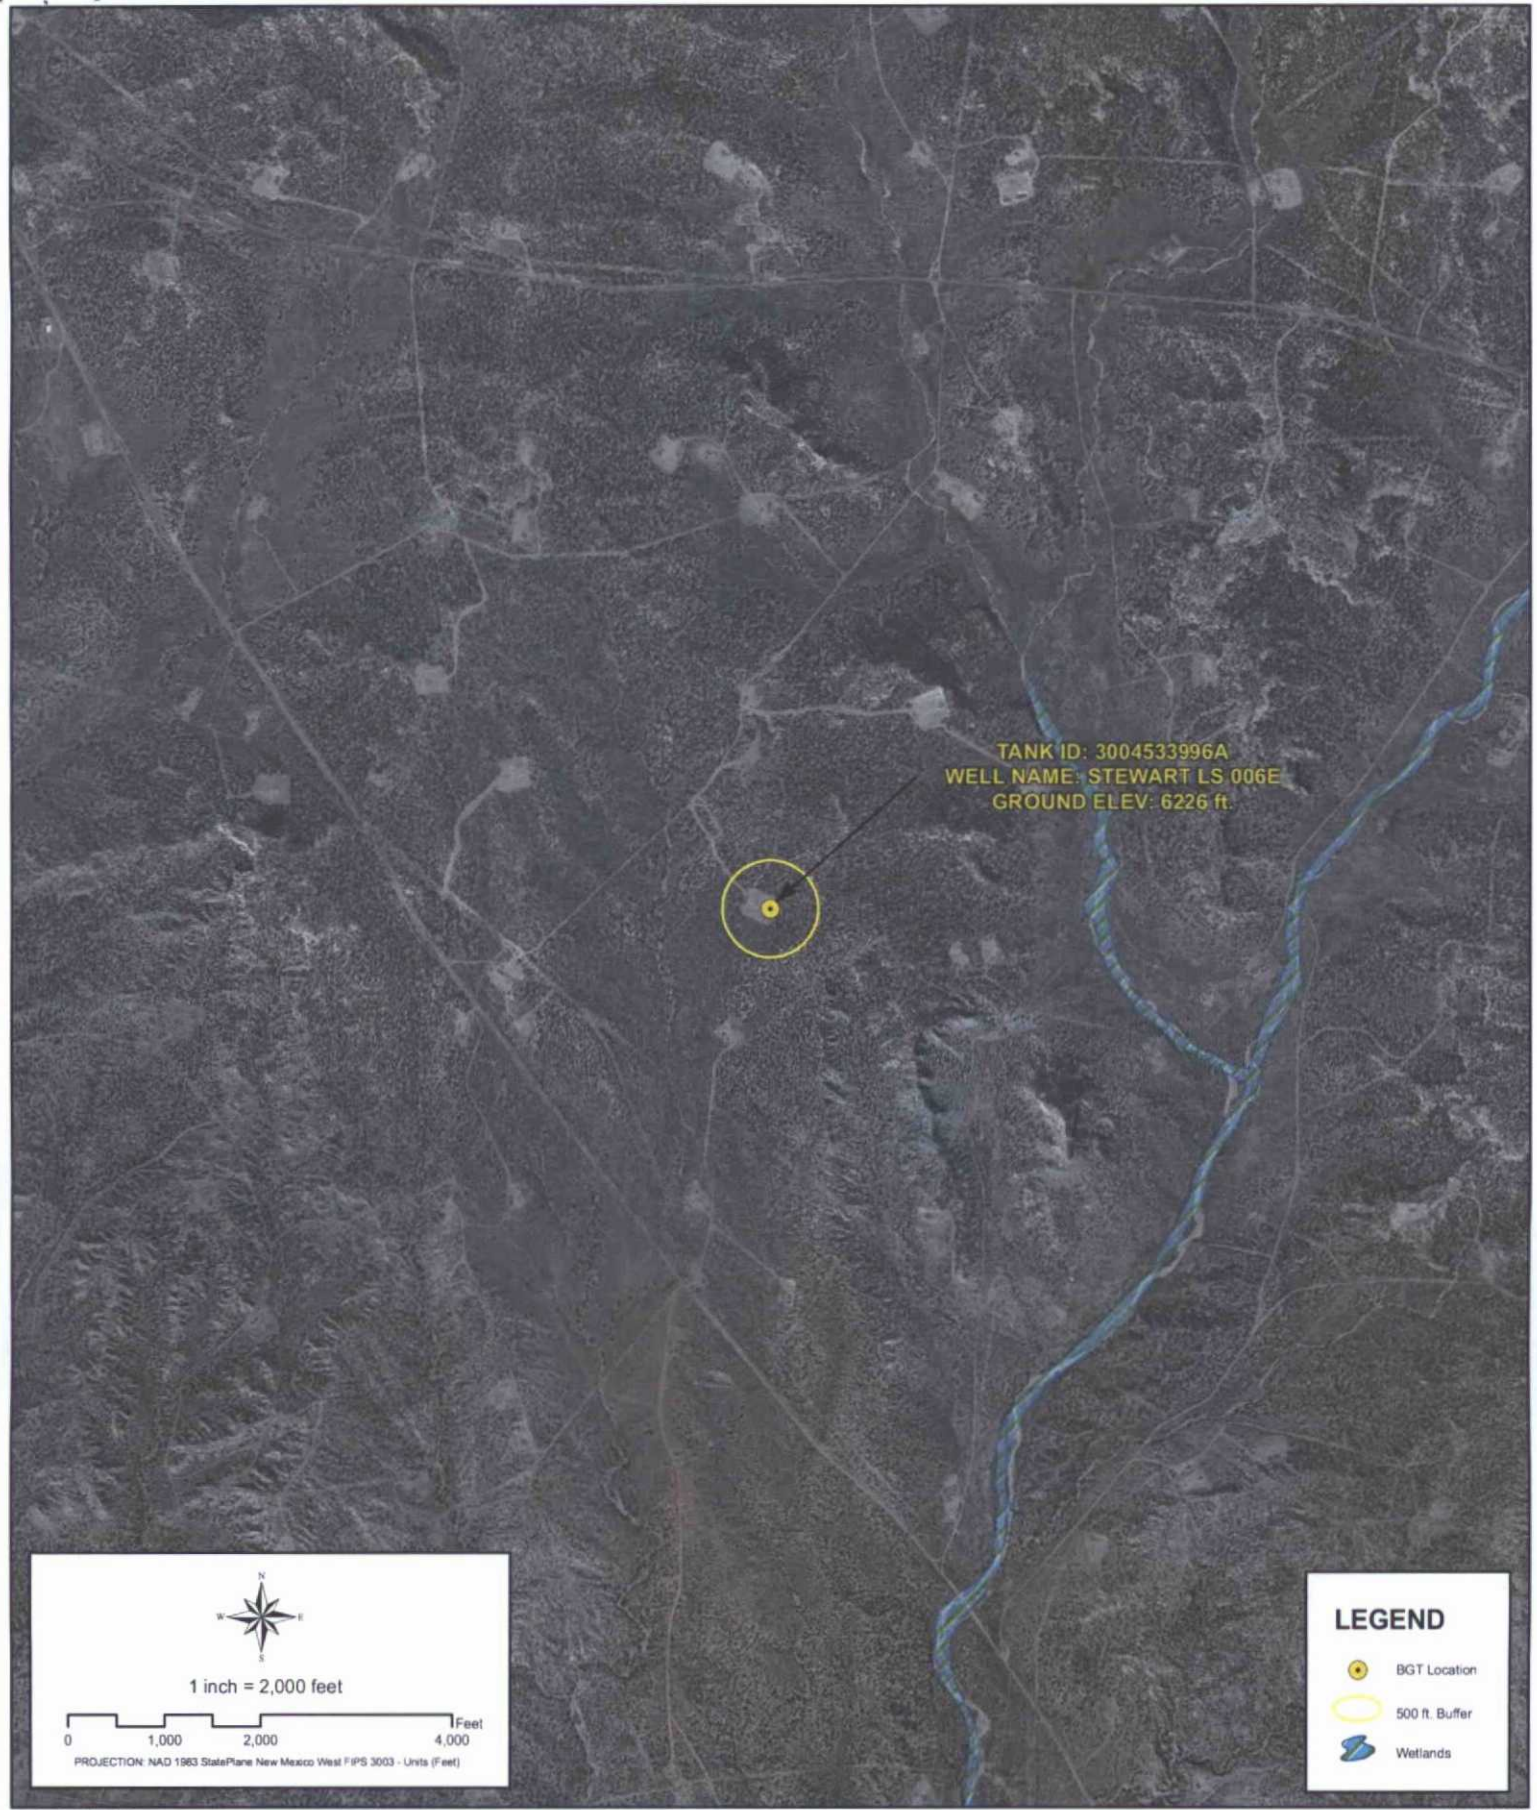 TANK ID: 3004533996A
WELL NAME: STEWART LS 006E
GROUND ELEV: 6226 ft.
N
W E
S
1 inch = 2,000 feet
Feet
0 1,000 2,000 4,000
PROJECTION: NAD 1983 StatePlane New Mexico West FIPS 3003 - Units (Feet)
LEGEND
BGT Location
500 ft. Buffer
Wetlands